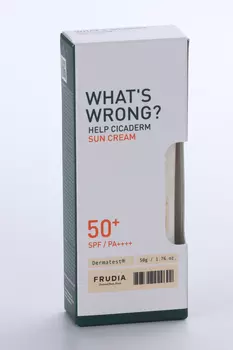 WHAT'S
WRONG?
HELP CICADERM
SUN CREAM
50+
SPF / PA++++
Dermatest®
50g / 1.76 oz.
FRUDIA